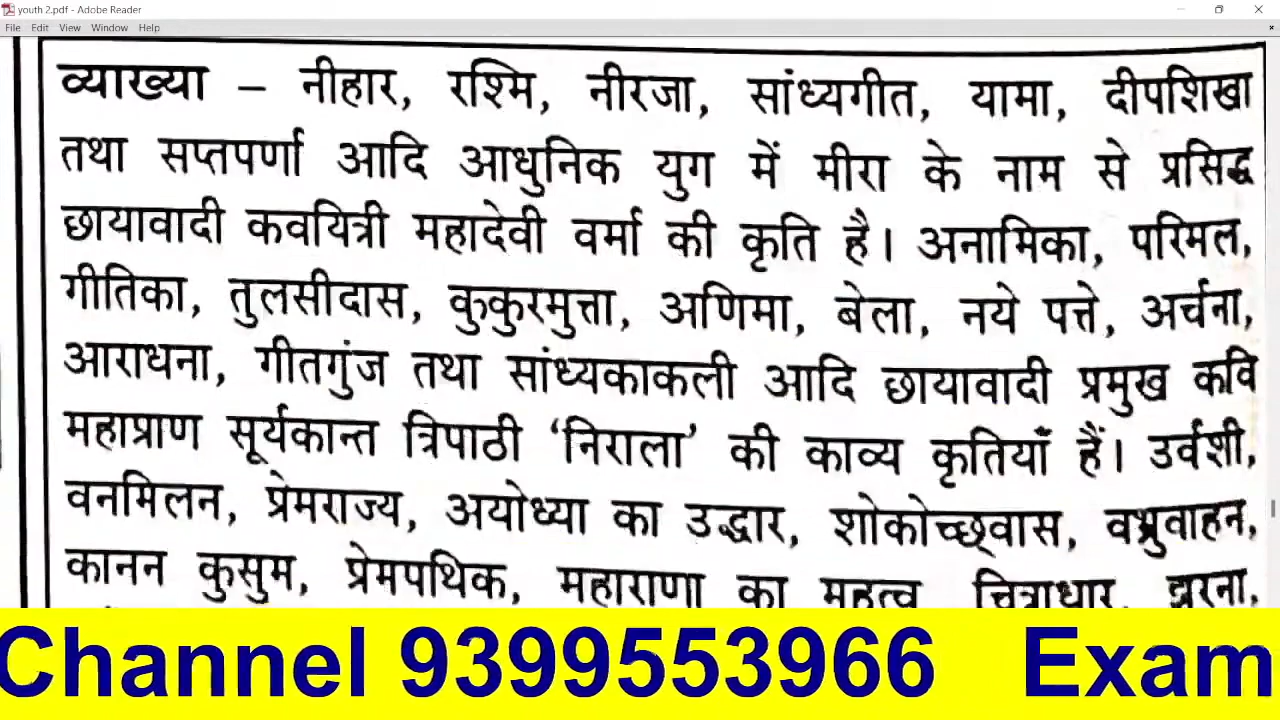 youth 2.pdf - Adobe Reader
File Edit View Window Help
व्याख्या – नीहार, रश्मि, नीरजा, सांध्यगीत, यामा, दीपशिखा
तथा सप्तपर्णा आदि आधुनिक युग में मीरा के नाम से प्रसिद्ध
छायावादी कवयित्री महादेवी वर्मा की कृति है। अनामिका, परिमल,
गीतिका, तुलसीदास, कुकुरमुत्ता, अणिमा, बेला, नये पत्ते, अर्चना,
आराधना, गीतगुंज तथा सांध्यकाकली आदि छायावादी प्रमुख कवि
महाप्राण सूर्यकान्त त्रिपाठी ‘निराला’ की काव्य कृतियाँ हैं। उर्वशी,
वनमिलन, प्रेमराज्य, अयोध्या का उद्धार, शोकोच्छ्वास, वभ्रुवाहन,
कानन कुसुम, प्रेमपथिक, महाराणा का महत्व, चित्राधार, झरना,
Channel 9399553966 Exam